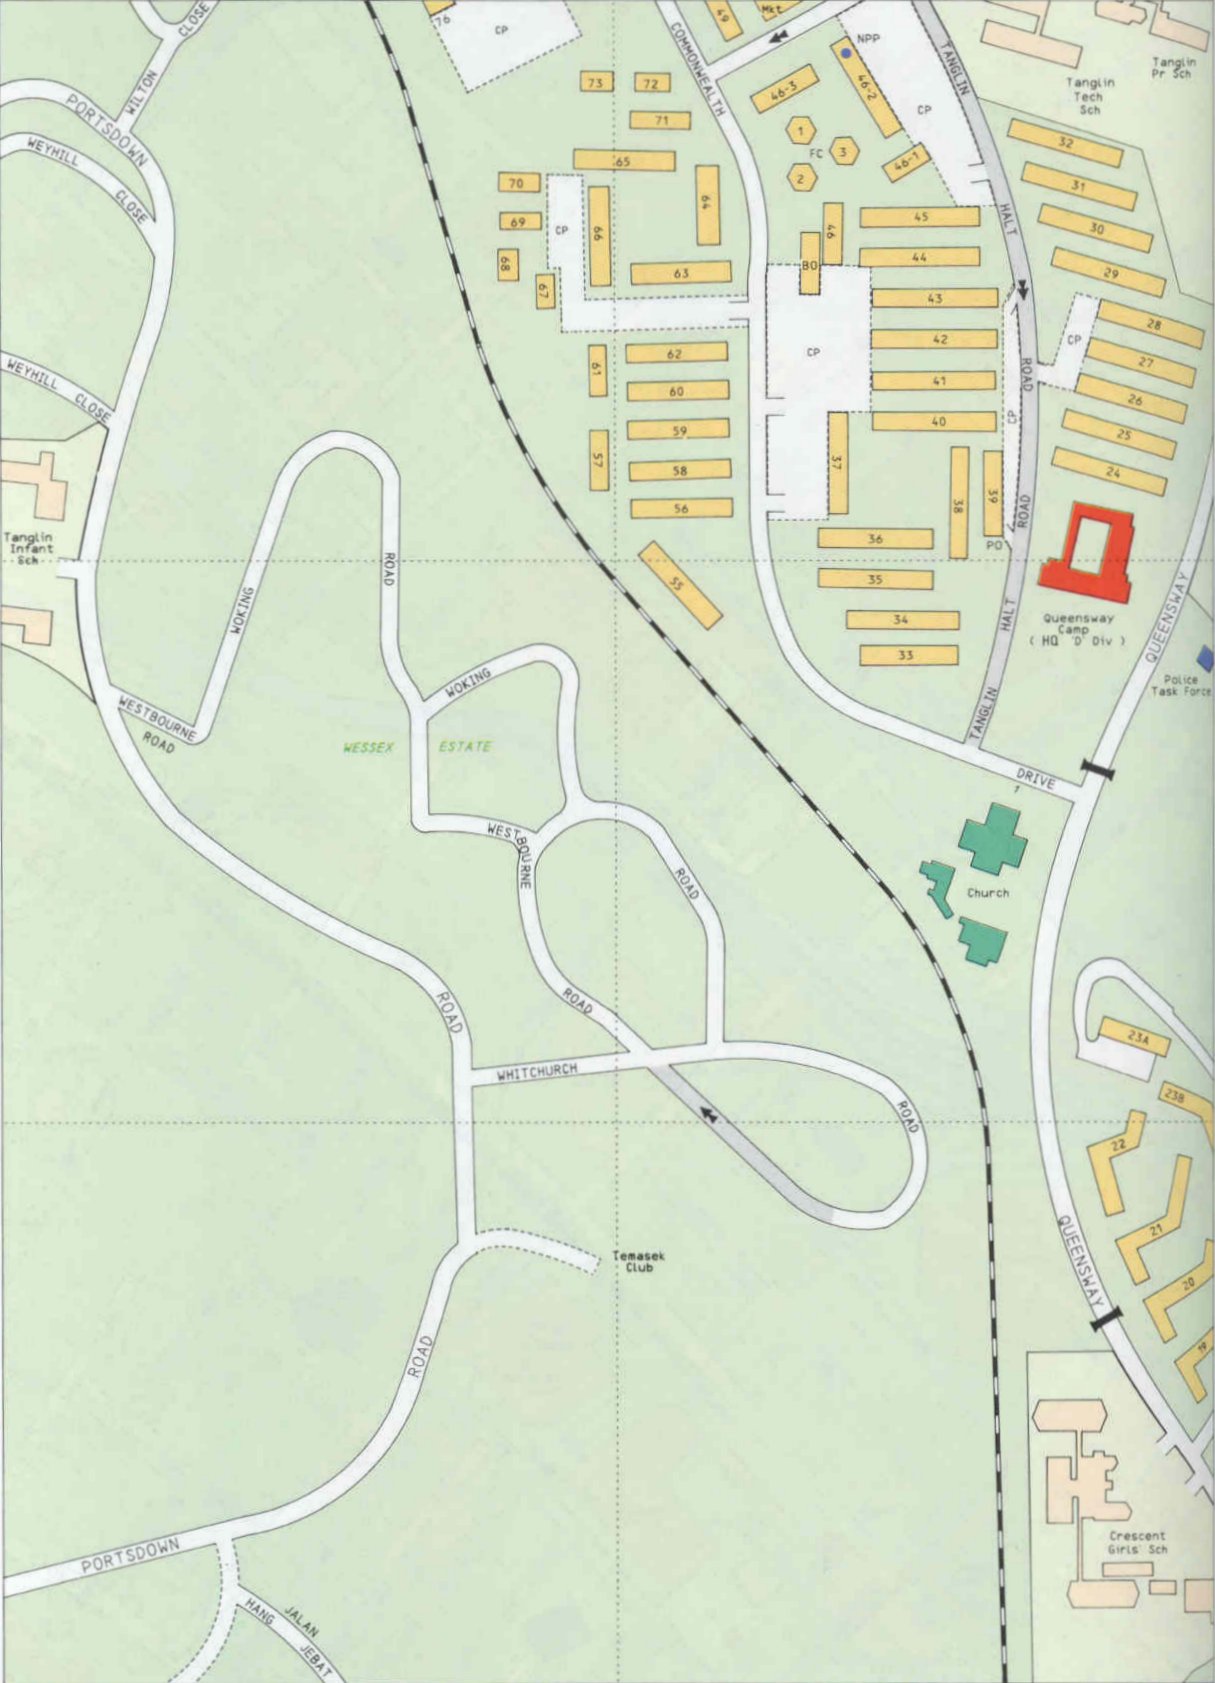 CLOSE
WILTON
PORTSDOWN
WEYHILL
CLOSE
WEYHILL
CLOSE
76
CP
49
Mkt
COMMONWEALTH
NPP
TANGLIN
Tanglin
Pr Sch
Tanglin
Tech
Sch
73
72
71
46-3
46-2
CP
65
1
FC
3
2
46-1
32
31
30
29
70
69
68
67
CP
66
64
63
46
BO
45
44
43
42
41
40
HALT
ROAD
28
27
26
25
24
CP
CP
CP
61
62
60
59
58
57
56
55
37
38
39
PO
36
35
34
33
ROAD
HALT
TANGLIN
Queensway
Camp
( HQ 'D' Div )
QUEENSWAY
Police
Task Force
Tanglin
Infant
Sch
WOKING
ROAD
WESTBOURNE
ROAD
WOKING
WESSEX ESTATE
DRIVE
7
WESTBOURNE
ROAD
ROAD
Church
ROAD
WHITCHURCH
ROAD
23A
23B
22
21
20
19
QUEENSWAY
Temasek
Club
ROAD
PORTSDOWN
JALAN
HANG
JEBAT
Crescent
Girls' Sch